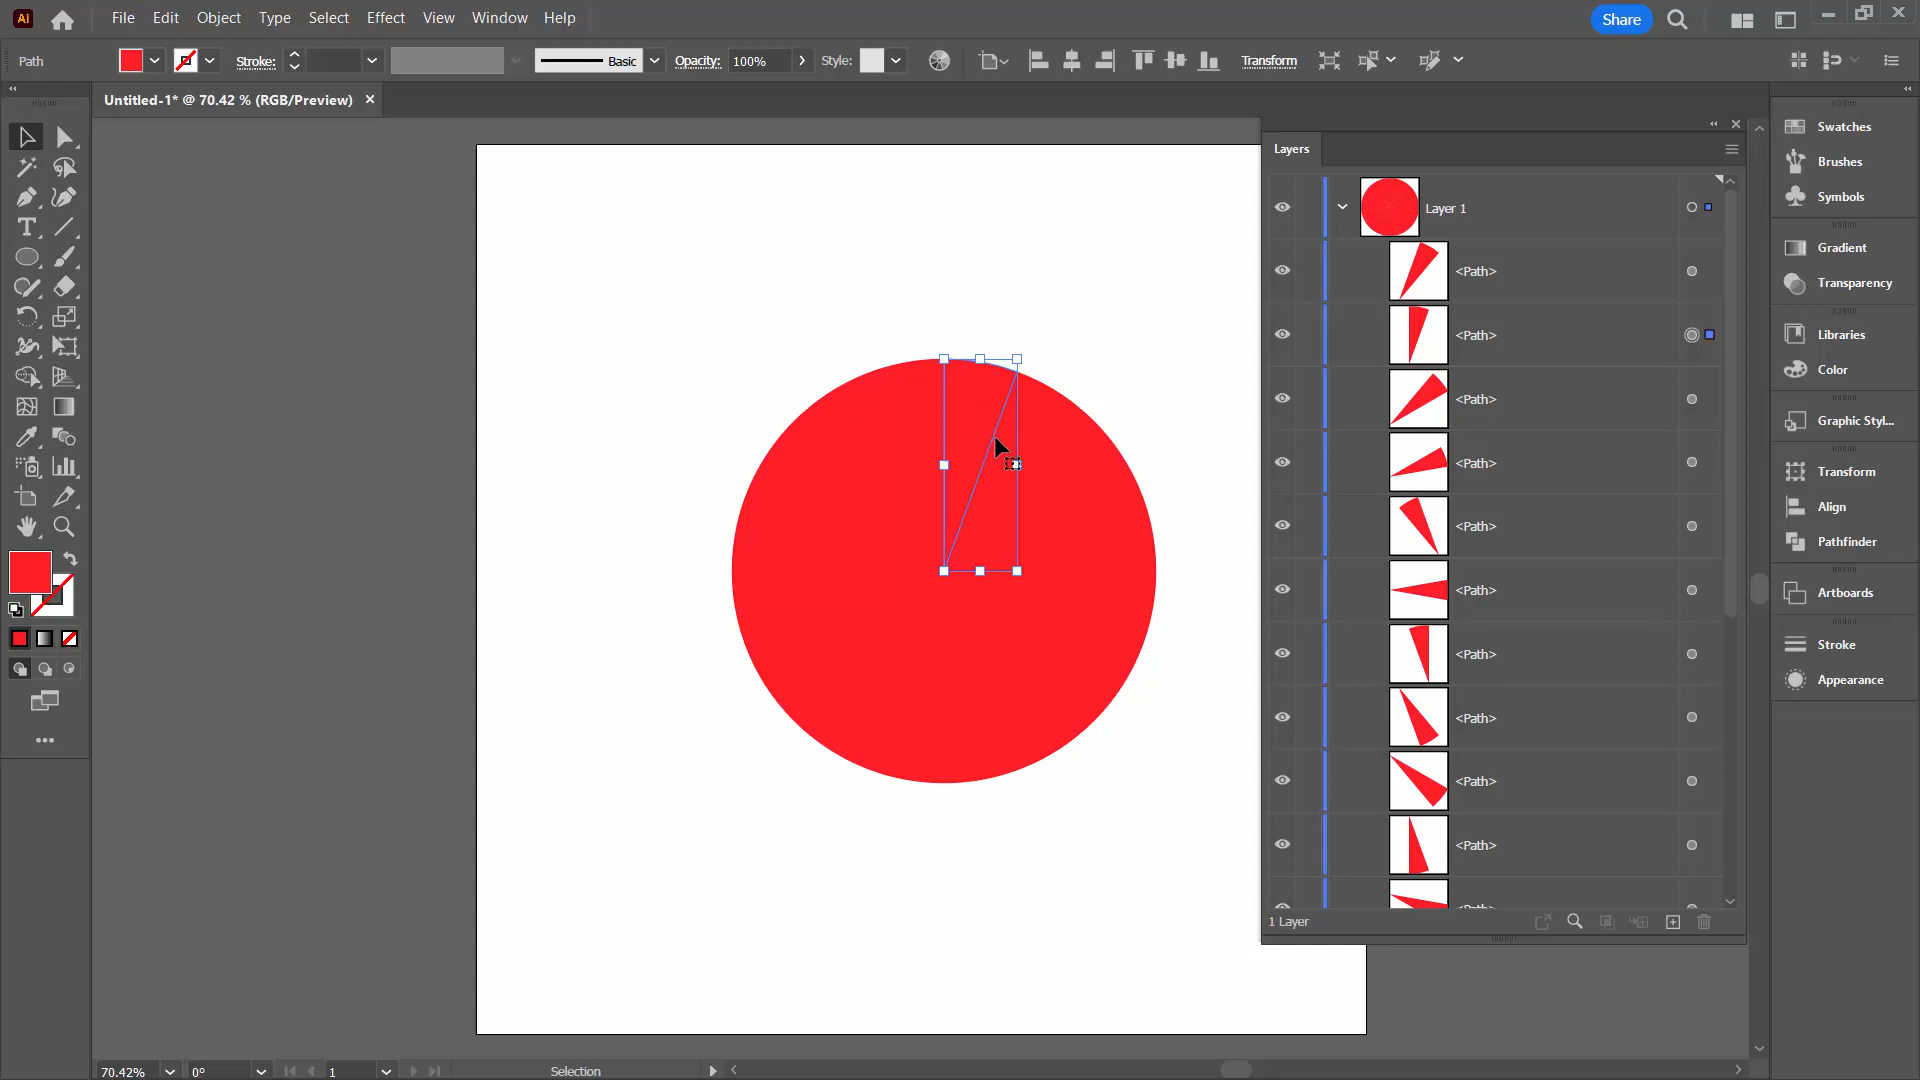 Ai File Edit Object Type Select Effect View Window Help Share
Path Stroke: Basic Opacity: 100% Style: Transform
Untitled-1* @ 70.42 % (RGB/Preview)
Layers
Layer 1
<Path>
<Path>
<Path>
<Path>
<Path>
<Path>
<Path>
<Path>
<Path>
<Path>
1 Layer
Swatches
Brushes
Symbols
Gradient
Transparency
Libraries
Color
Graphic Styl...
Transform
Align
Pathfinder
Artboards
Stroke
Appearance
70.42% 0° 1 Selection